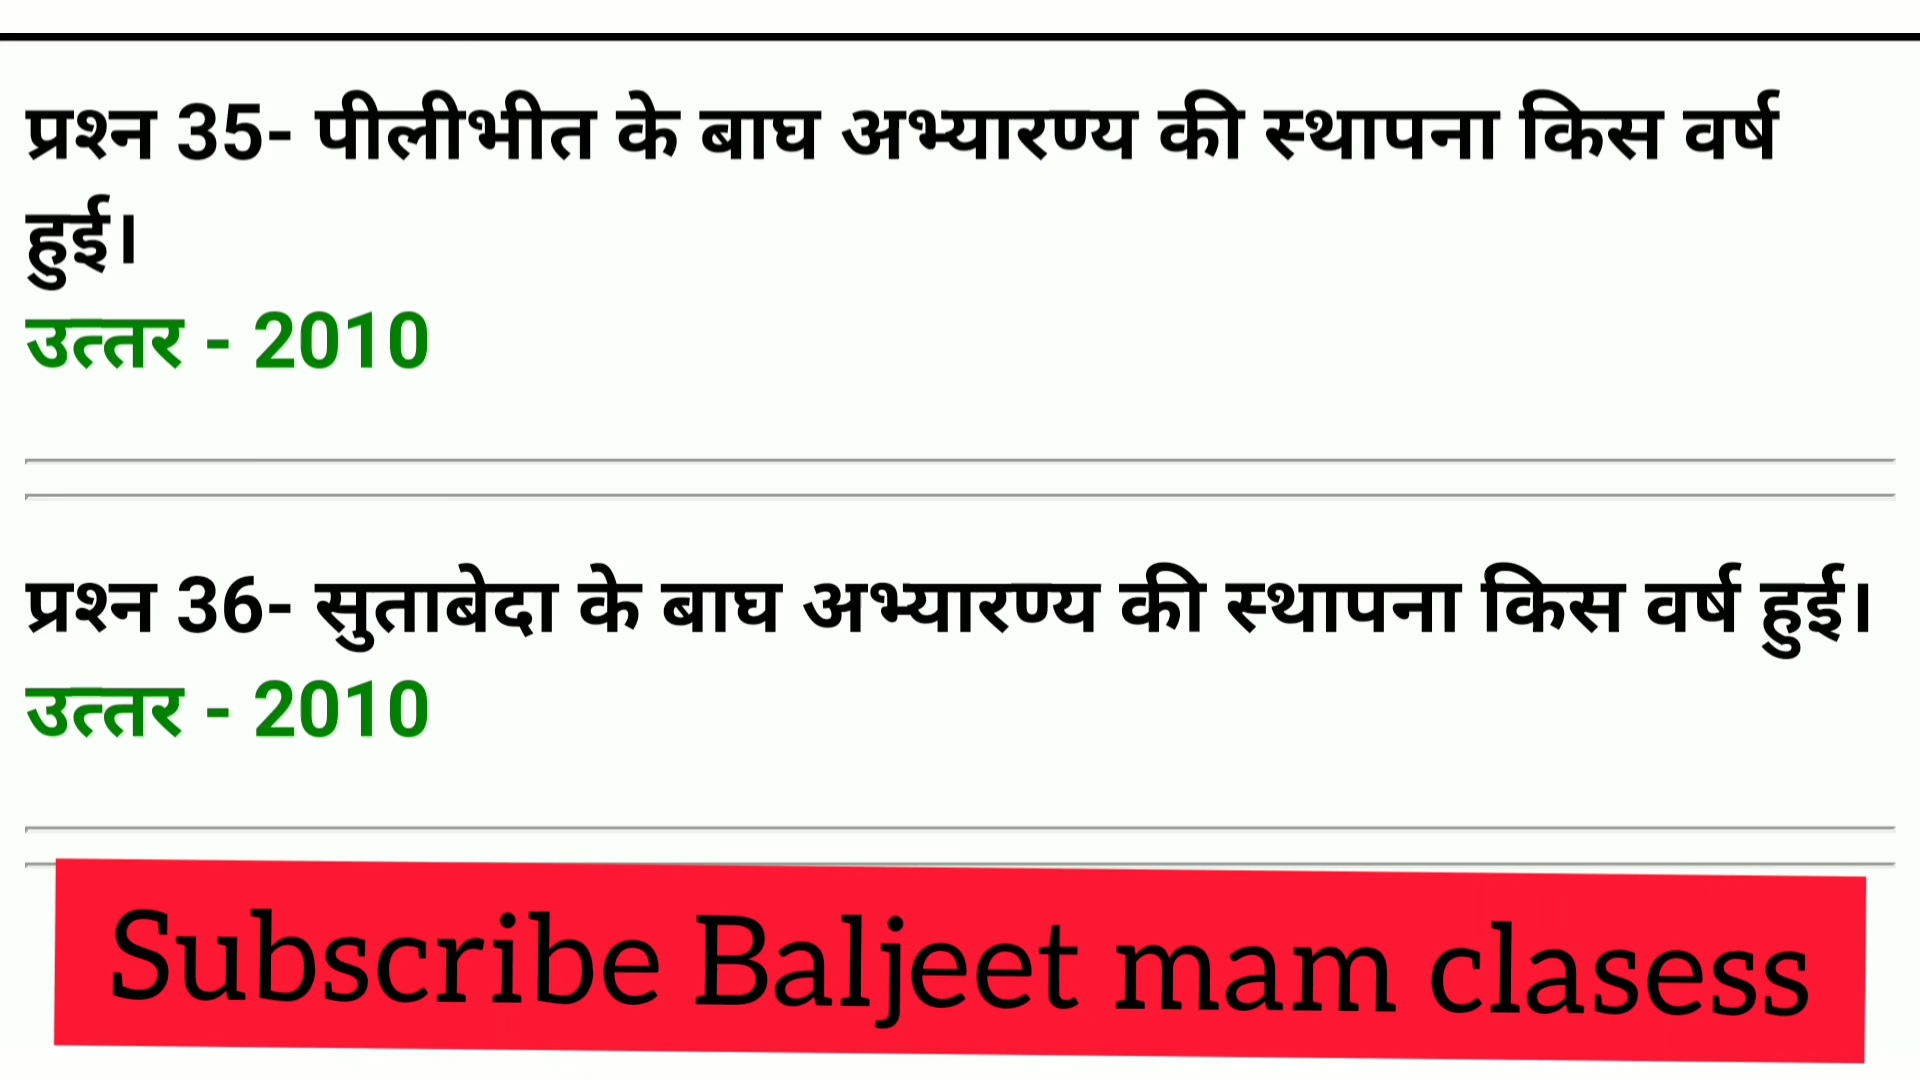 प्रश्न 35- पीलीभीत के बाघ अभ्यारण्य की स्थापना किस वर्ष
हुई।
उत्तर - 2010
प्रश्न 36- सुताबेदा के बाघ अभ्यारण्य की स्थापना किस वर्ष हुई।
उत्तर - 2010
Subscribe Baljeet mam clasess